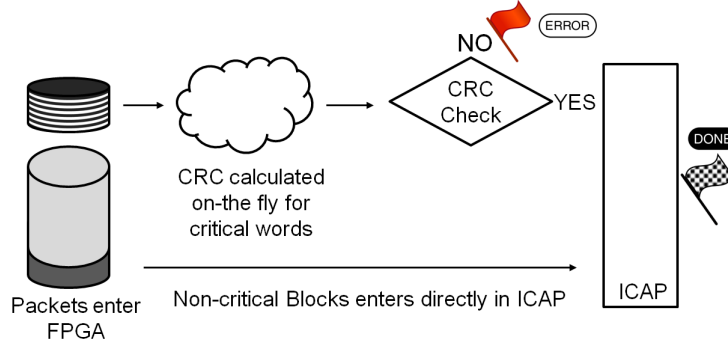 NO
ERROR
CRC
Check
YES
DONE
CRC calculated
on-the fly for
critical words
Packets enter
FPGA
Non-critical Blocks enters directly in ICAP
ICAP